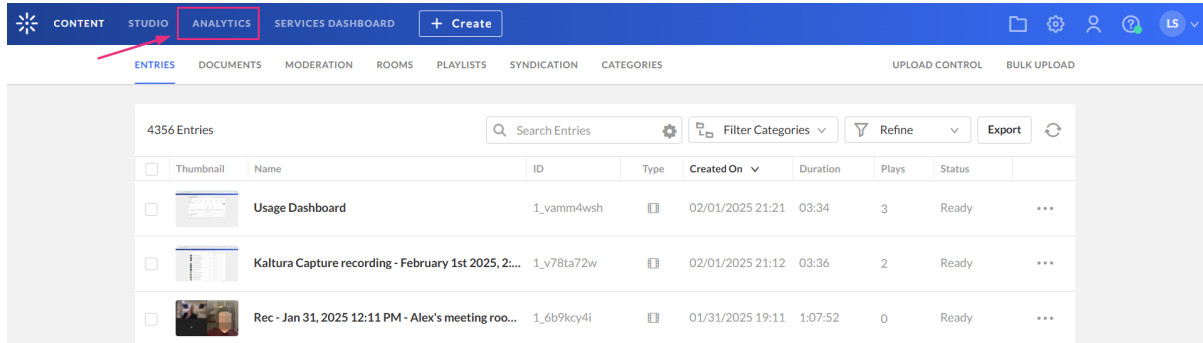 CONTENT STUDIO ANALYTICS SERVICES DASHBOARD + Create LS
ENTRIES DOCUMENTS MODERATION ROOMS PLAYLISTS SYNDICATION CATEGORIES UPLOAD CONTROL BULK UPLOAD
4356 Entries Search Entries Filter Categories Refine Export
Thumbnail Name ID Type Created On Duration Plays Status
Usage Dashboard 1_vamm4wsh 02/01/2025 21:21 03:34 3 Ready
Kaltura Capture recording - February 1st 2025, 2:... 1_v78ta72w 02/01/2025 21:12 03:36 2 Ready
Rec - Jan 31, 2025 12:11 PM - Alex's meeting roo... 1_6b9kcy4i 01/31/2025 19:11 1:07:52 0 Ready